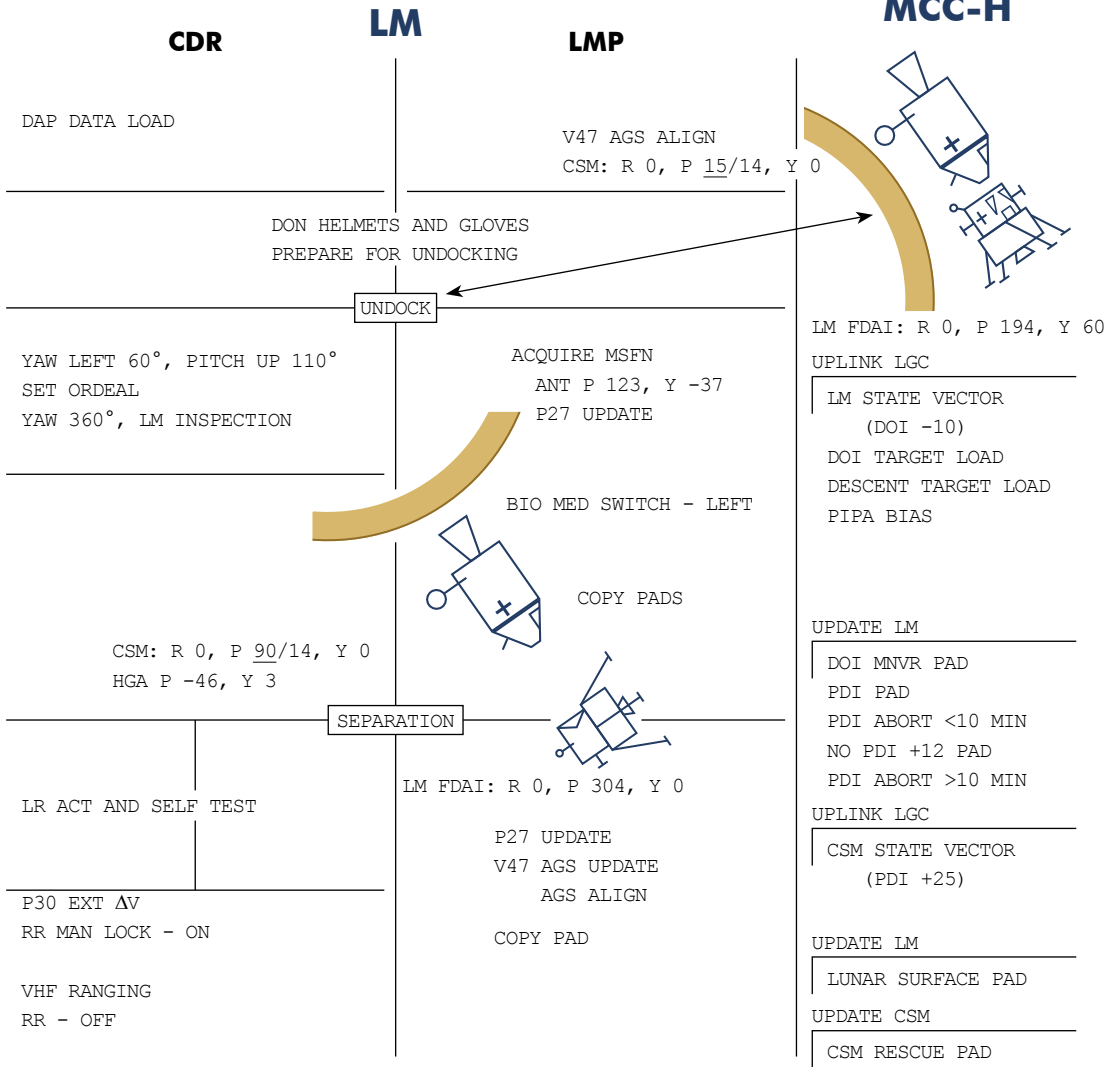 LM
MCC-H
CDR
LMP
DAP DATA LOAD
V47 AGS ALIGN
CSM: R 0, P 15/14, Y 0
DON HELMETS AND GLOVES
PREPARE FOR UNDOCKING
UNDOCK
LM FDAI: R 0, P 194, Y 60
YAW LEFT 60°, PITCH UP 110°
SET ORDEAL
YAW 360°, LM INSPECTION
ACQUIRE MSFN
ANT P 123, Y -37
P27 UPDATE
UPLINK LGC
LM STATE VECTOR
(DOI -10)
DOI TARGET LOAD
DESCENT TARGET LOAD
PIPA BIAS
BIO MED SWITCH - LEFT
COPY PADS
CSM: R 0, P 90/14, Y 0
HGA P -46, Y 3
UPDATE LM
DOI MNVR PAD
PDI PAD
PDI ABORT <10 MIN
NO PDI +12 PAD
PDI ABORT >10 MIN
SEPARATION
LM FDAI: R 0, P 304, Y 0
LR ACT AND SELF TEST
P27 UPDATE
V47 AGS UPDATE
AGS ALIGN
COPY PAD
UPLINK LGC
CSM STATE VECTOR
(PDI +25)
P30 EXT ΔV
RR MAN LOCK - ON
VHF RANGING
RR - OFF
UPDATE LM
LUNAR SURFACE PAD
UPDATE CSM
CSM RESCUE PAD